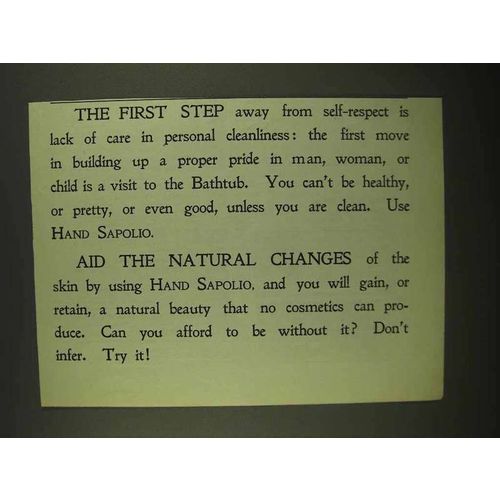 THE FIRST STEP away from self-respect is
lack of care in personal cleanliness: the first move
in building up a proper pride in man, woman, or
child is a visit to the Bathtub. You can't be healthy,
or pretty, or even good, unless you are clean. Use
HAND SAPOLIO.
AID THE NATURAL CHANGES of the
skin by using HAND SAPOLIO, and you will gain, or
retain, a natural beauty that no cosmetics can pro-
duce. Can you afford to be without it? Don't
infer. Try it!